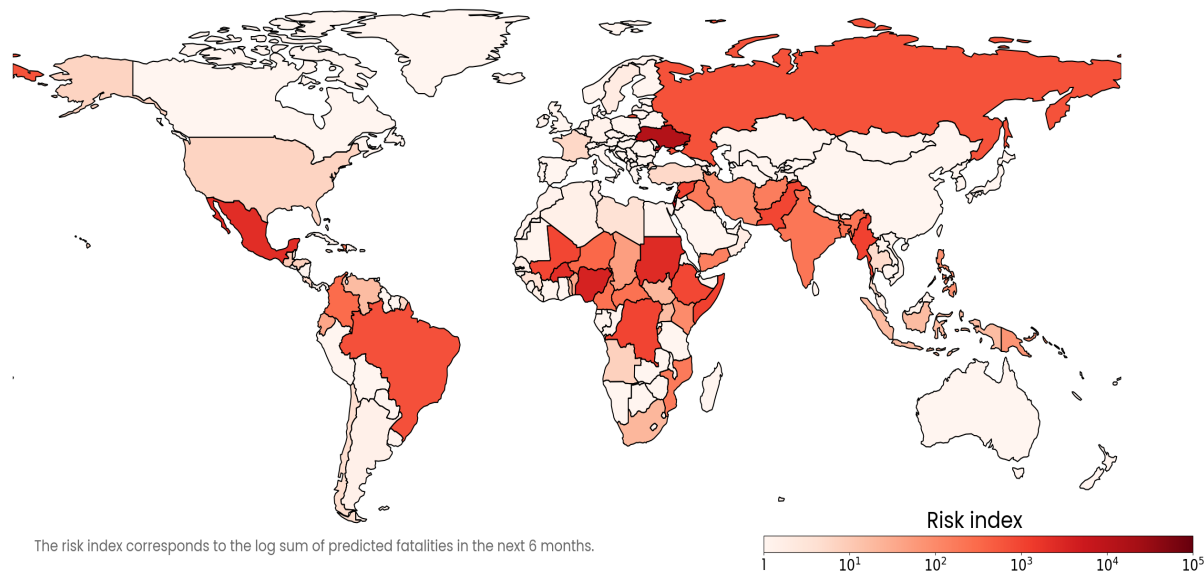 Risk index
The risk index corresponds to the log sum of predicted fatalities in the next 6 months.
1 10¹ 10² 10³ 10⁴ 10⁵